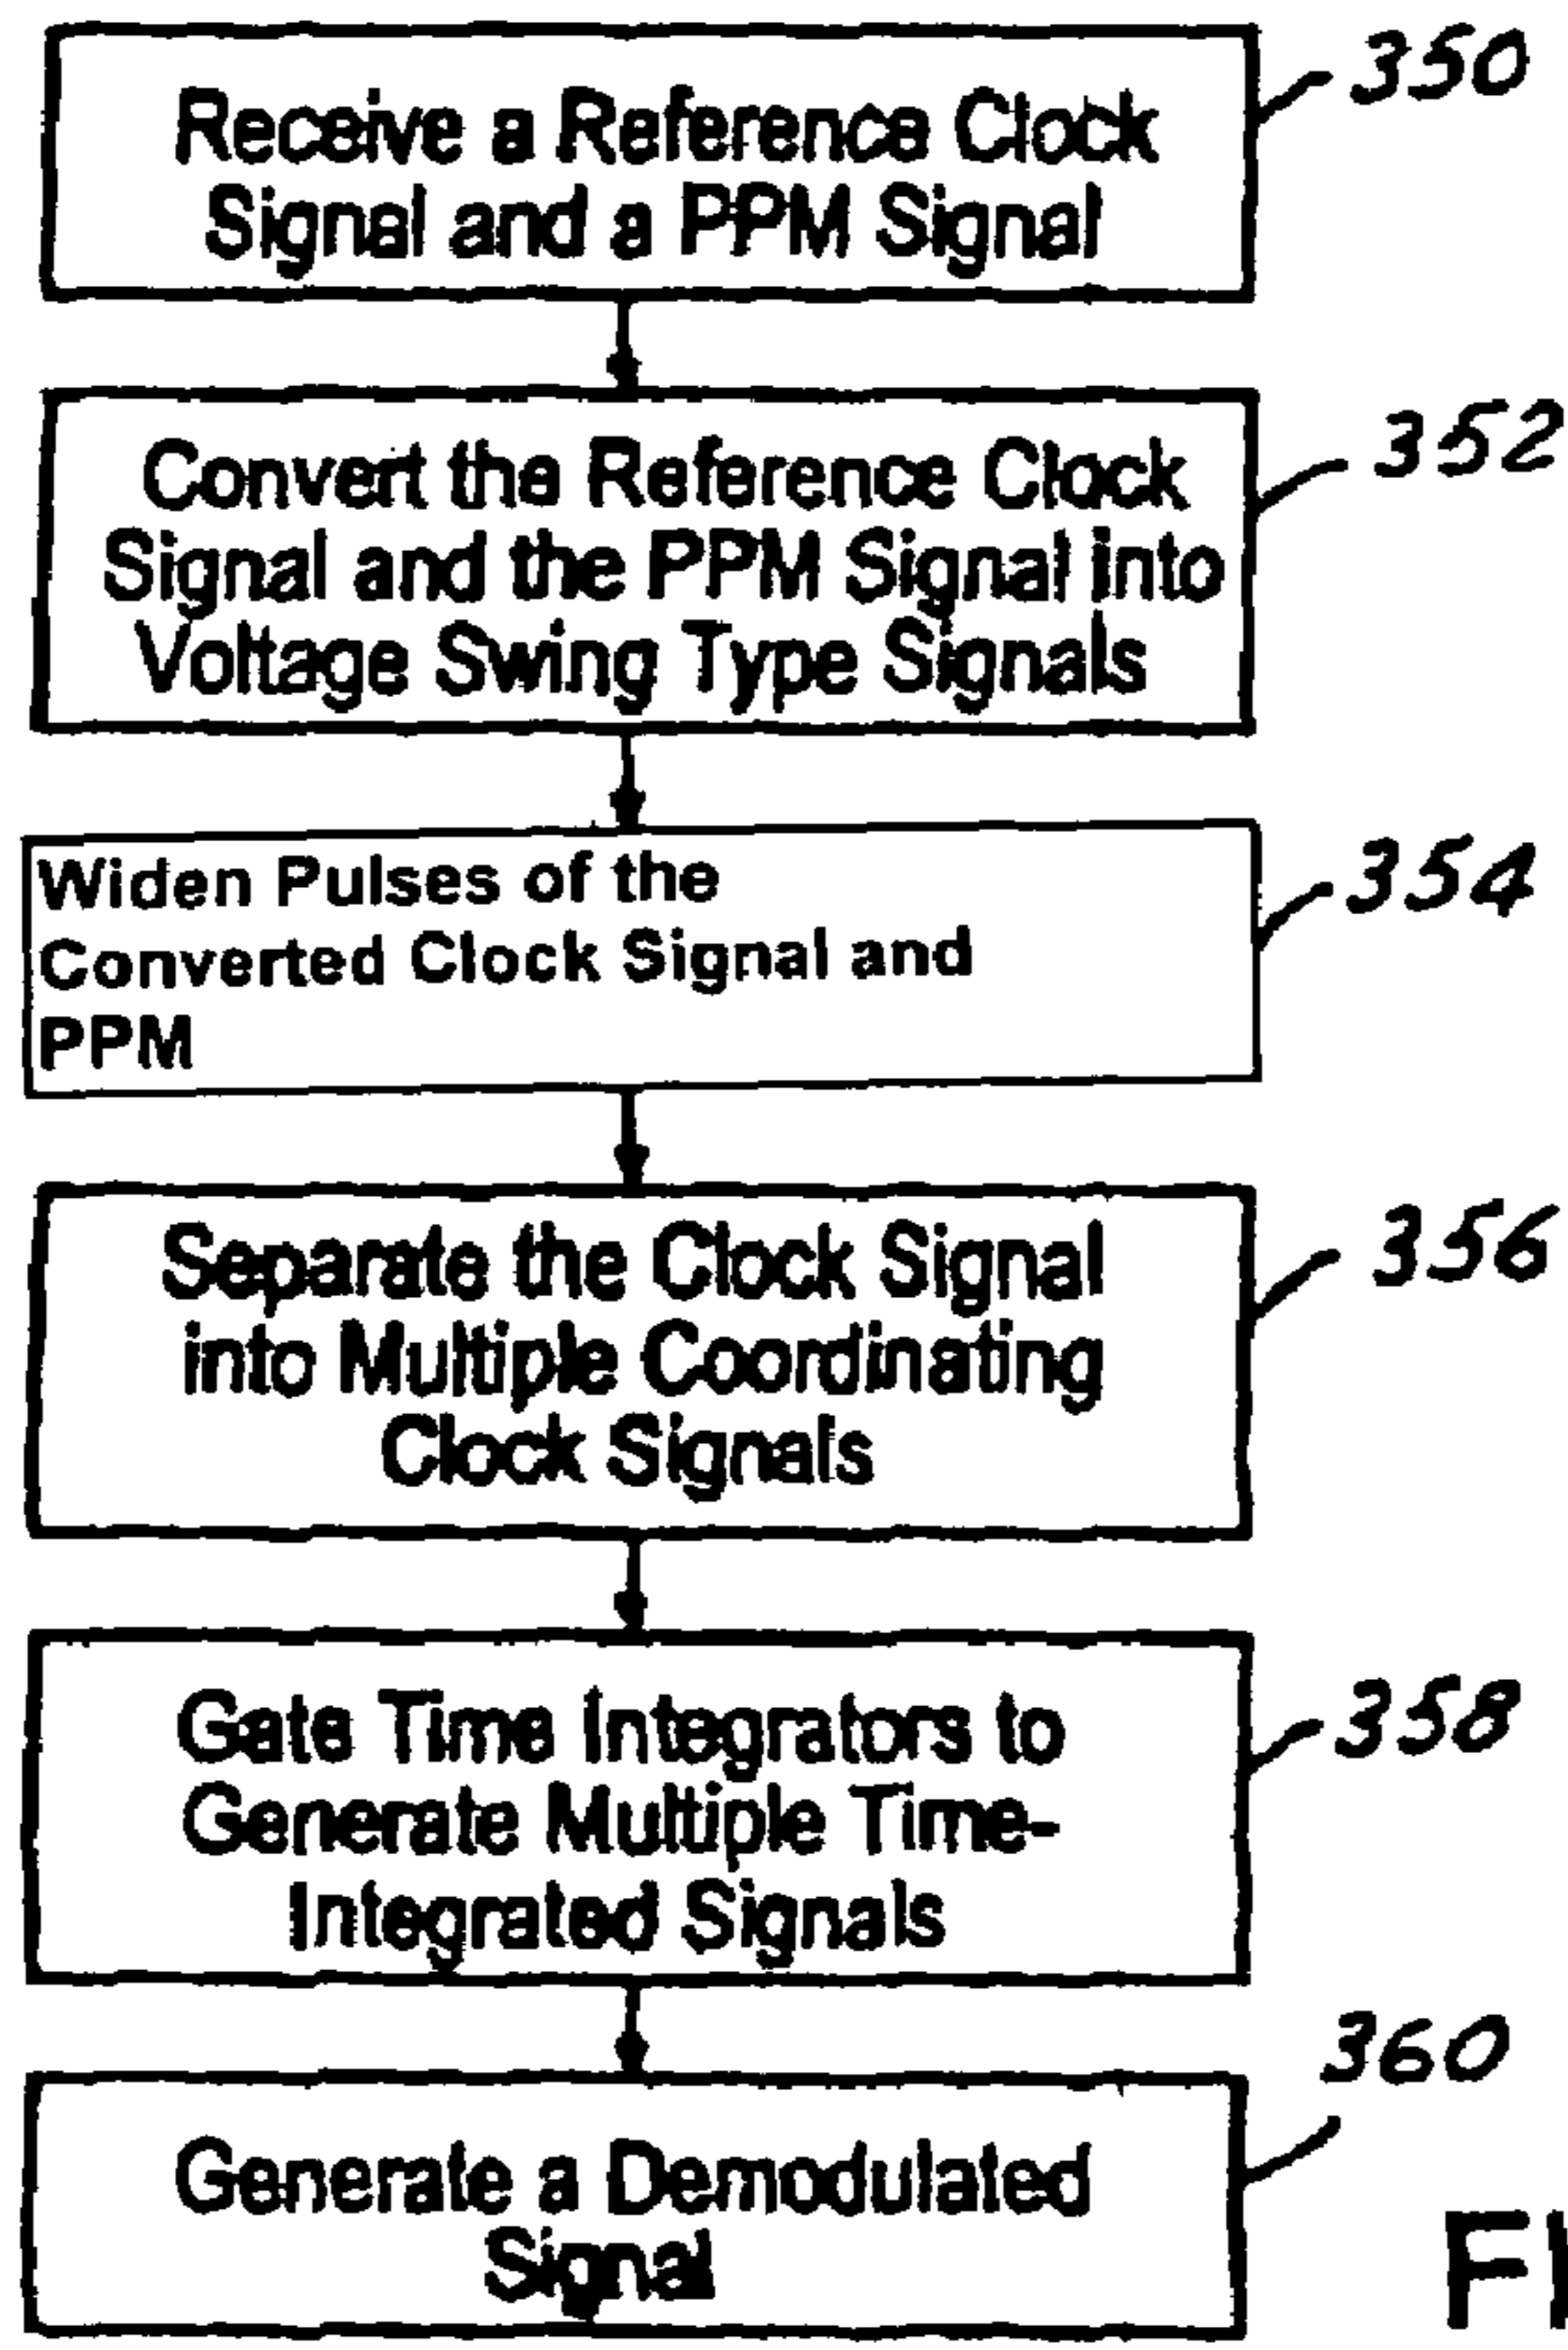 Receive a Reference Clock
Signal and a PPM Signal
350
Convert the Reference Clock
Signal and the PPM Signal into
Voltage Swing Type Signals
352
Widen Pulses of the
Converted Clock Signal and
PPM
354
Separate the Clock Signal
into Multiple Coordinating
Clock Signals
356
Gate Time Integrators to
Generate Multiple Time-
Integrated Signals
358
Generate a Demodulated
Signal
360